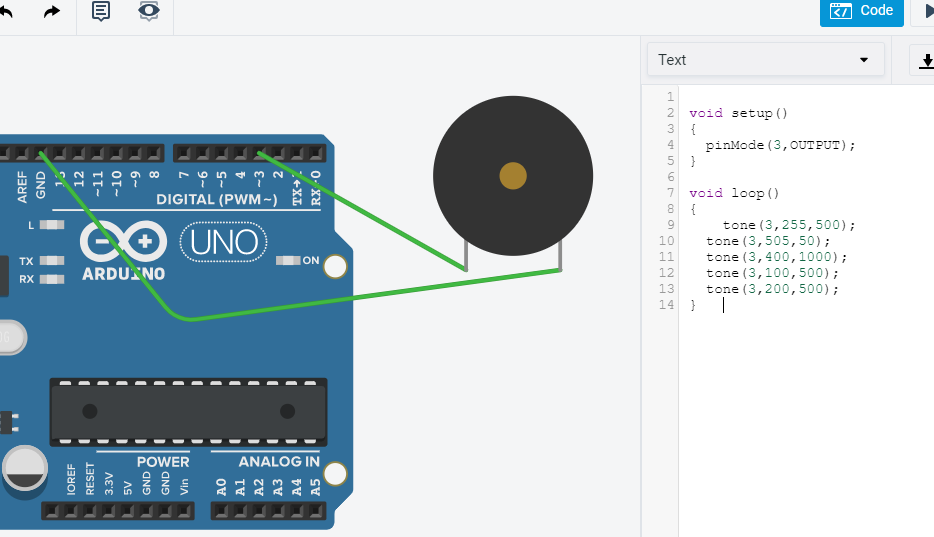 Code
Text
1
2 void setup()
3 {
4 pinMode(3,OUTPUT);
5 }
6
7 void loop()
8 {
9 tone(3,255,500);
10 tone(3,505,50);
11 tone(3,400,1000);
12 tone(3,100,500);
13 tone(3,200,500);
14 }
AREF
GND
13
12
~11
~10
~9
8
7
~6
~5
4
~3
2
DIGITAL (PWM~)
L
TX
RX
UNO
ARDUINO
ON
POWER
ANALOG IN
IOREF
RESET
3.3V
5V
GND
GND
Vin
A0
A1
A2
A3
A4
A5